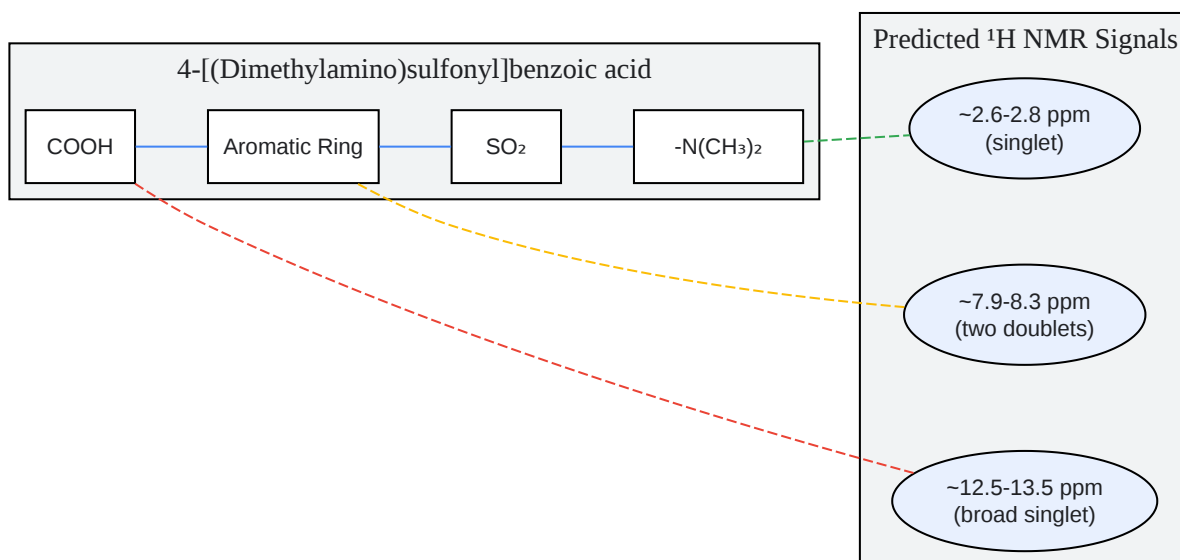 Predicted ¹H NMR Signals
4-[(Dimethylamino)sulfonyl]benzoic acid
COOH
Aromatic Ring
SO₂
-N(CH₃)₂
~2.6-2.8 ppm
(singlet)
~7.9-8.3 ppm
(two doublets)
~12.5-13.5 ppm
(broad singlet)